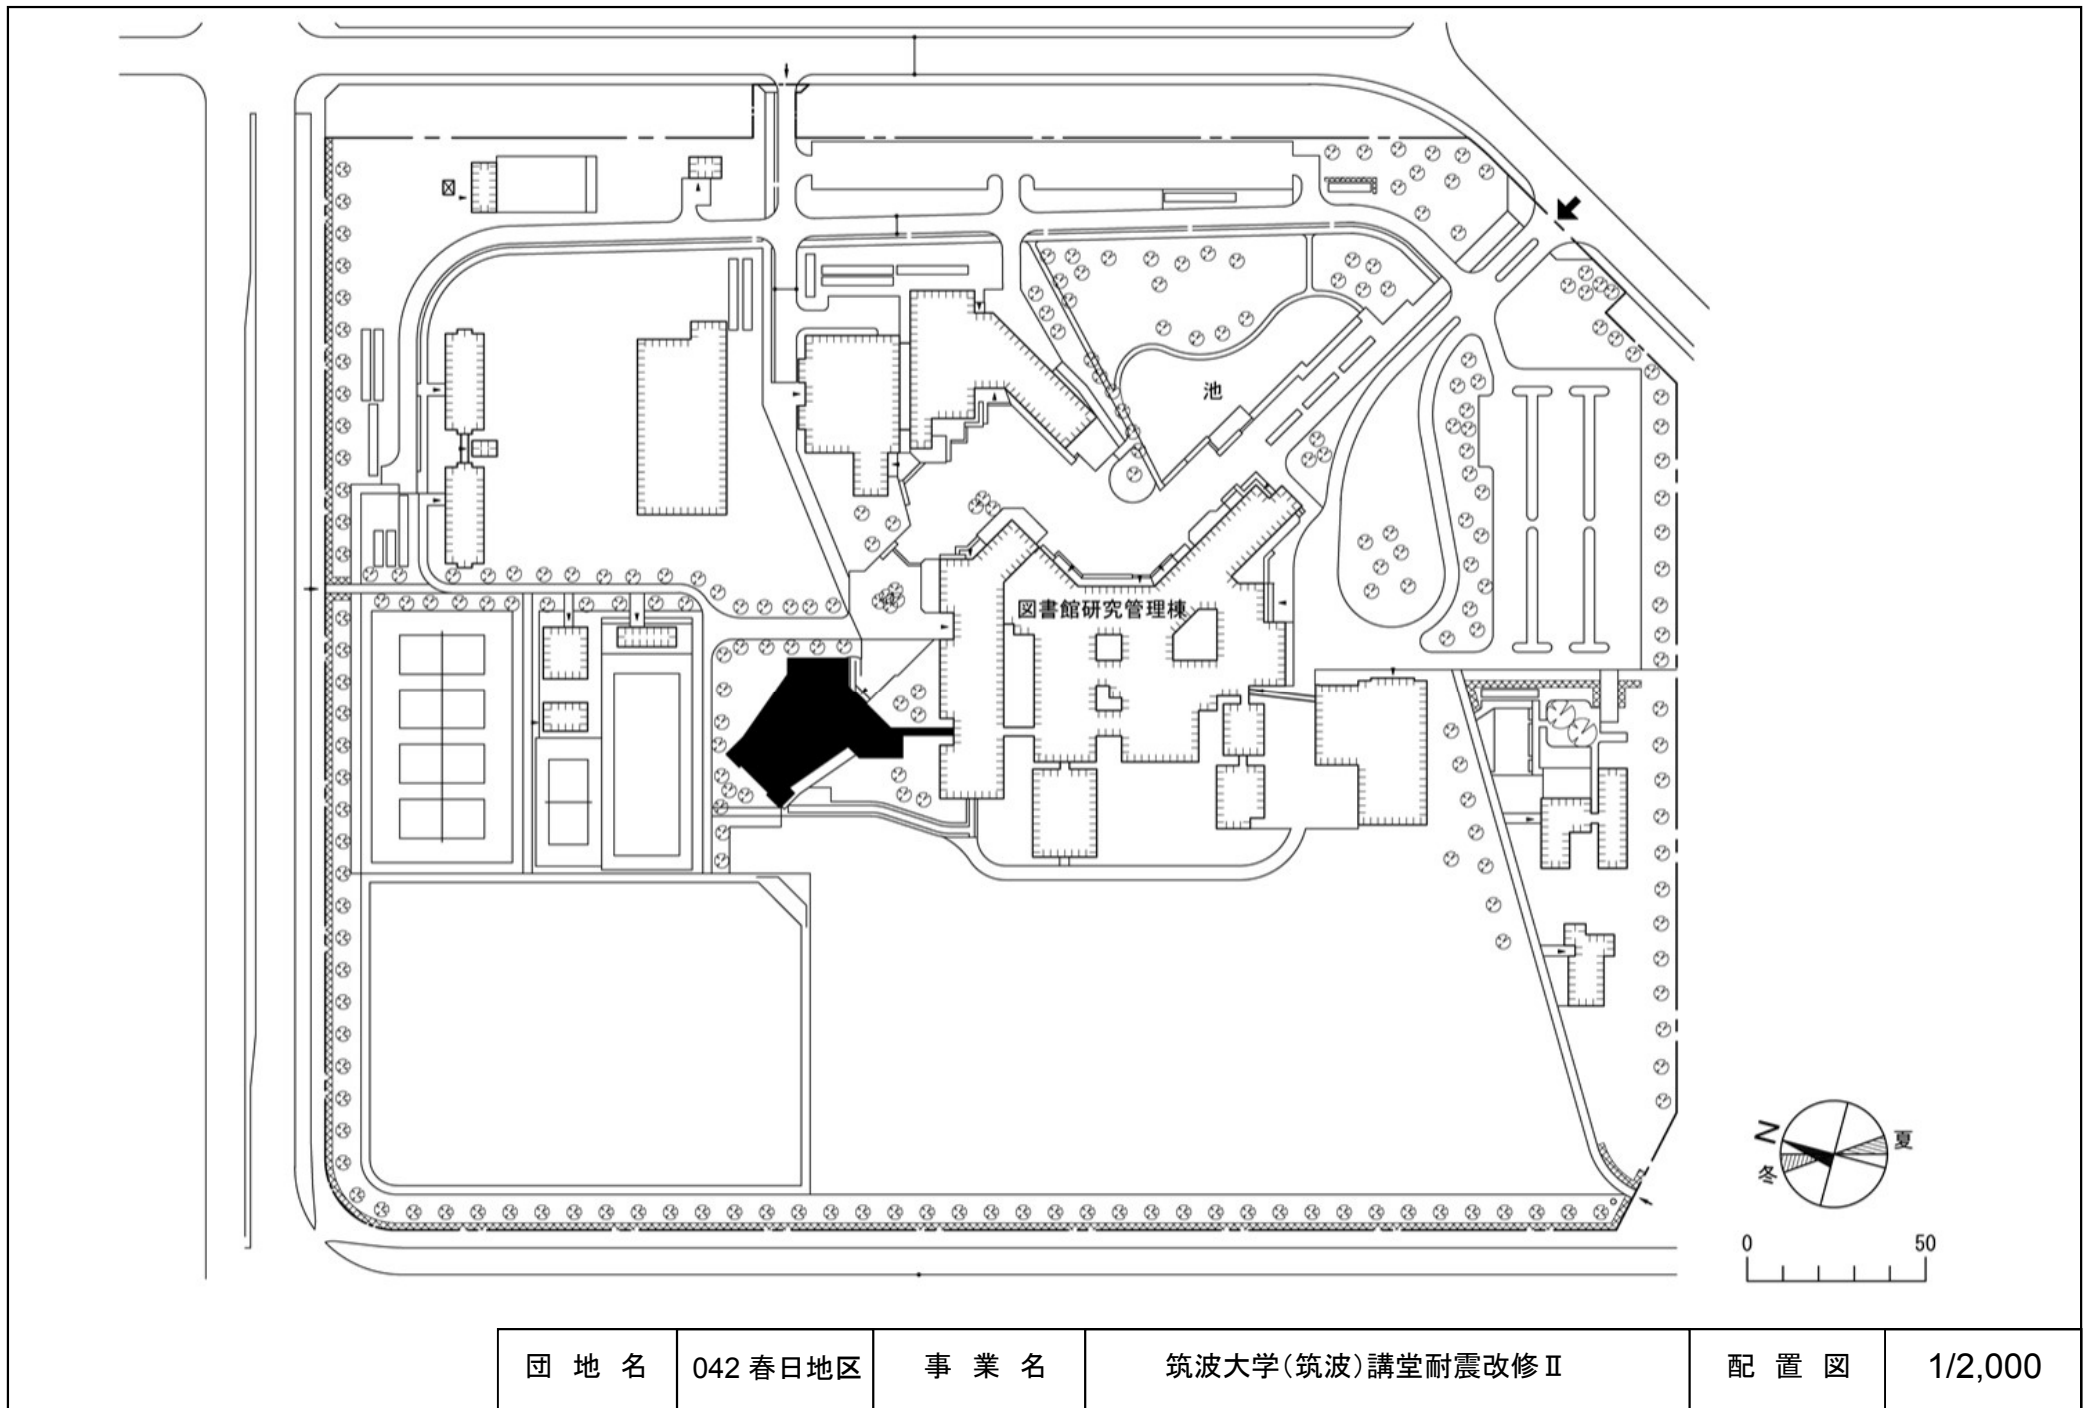 池
図書館研究管理棟
N
夏
冬
0 50
団 地 名 042 春日地区 事 業 名 筑波大学(筑波)講堂耐震改修Ⅱ 配 置 図 1/2,000